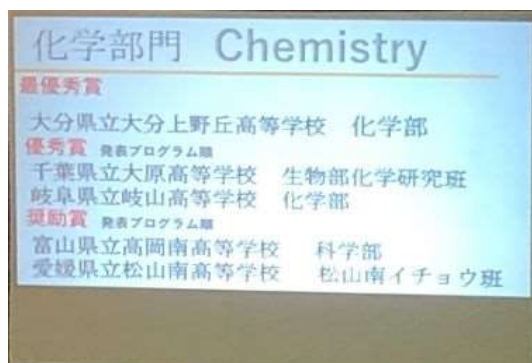 化学部門 Chemistry
最優秀賞
大分県立大分上野丘高等学校 化学部
優秀賞 発表プログラム順
千葉県立大原高等学校 生物部化学研究班
岐阜県立岐山高等学校 化学部
奨励賞 発表プログラム順
富山県立高岡南高等学校 科学部
愛媛県立松山南高等学校 松山南イチョウ班